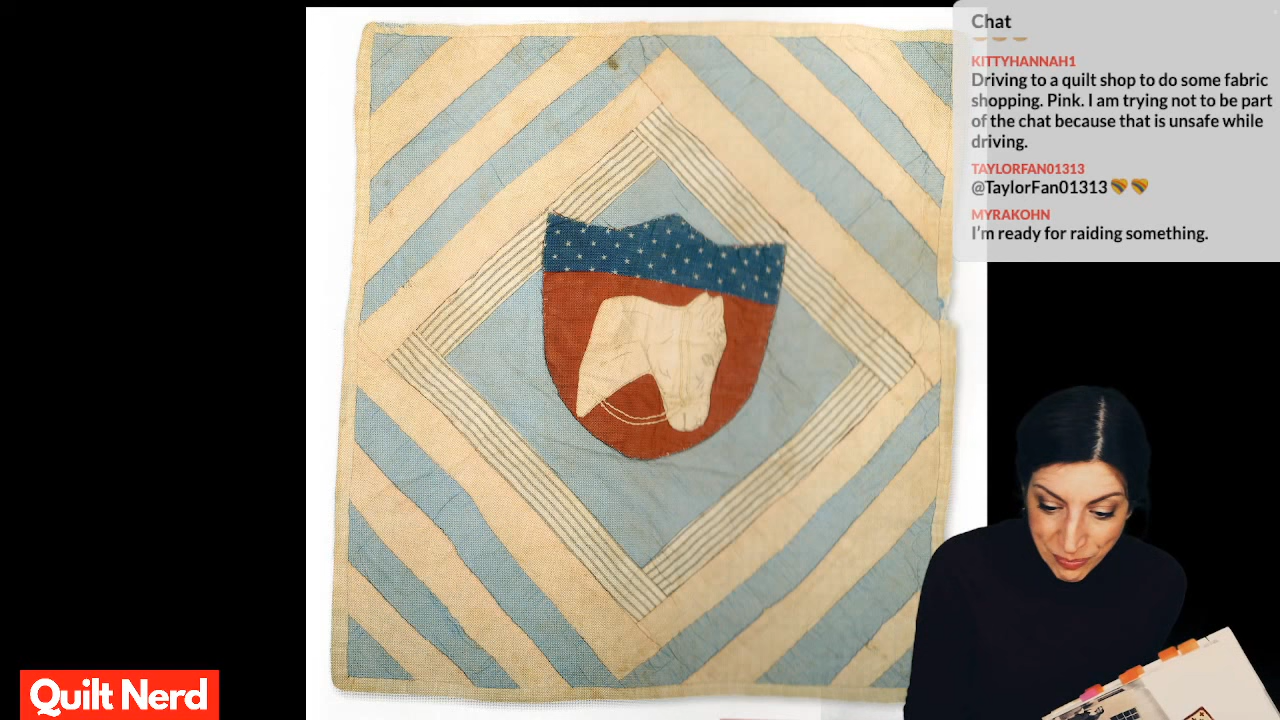 Chat
KITTYHANNAH1
Driving to a quilt shop to do some fabric
shopping. Pink. I am trying not to be part
of the chat because that is unsafe while
driving.
TAYLORFAN01313
@TaylorFan01313
MYRAKOHN
I'm ready for raiding something.
Quilt Nerd